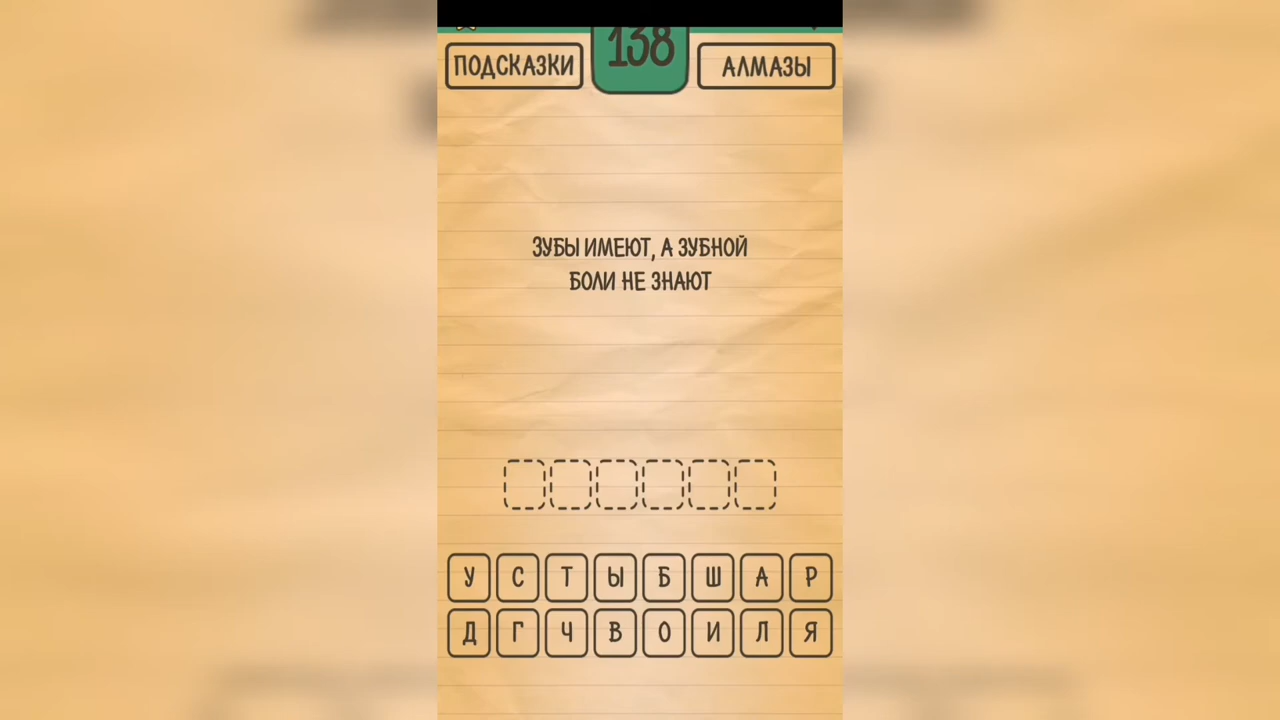 138
ПОДСКАЗКИ
АЛМАЗЫ
ЗУБЫ ИМЕЮТ, А ЗУБНОЙ
БОЛИ НЕ ЗНАЮТ
У С Т Ы Б Ш А Р
Д Г Ч В О И Л Я